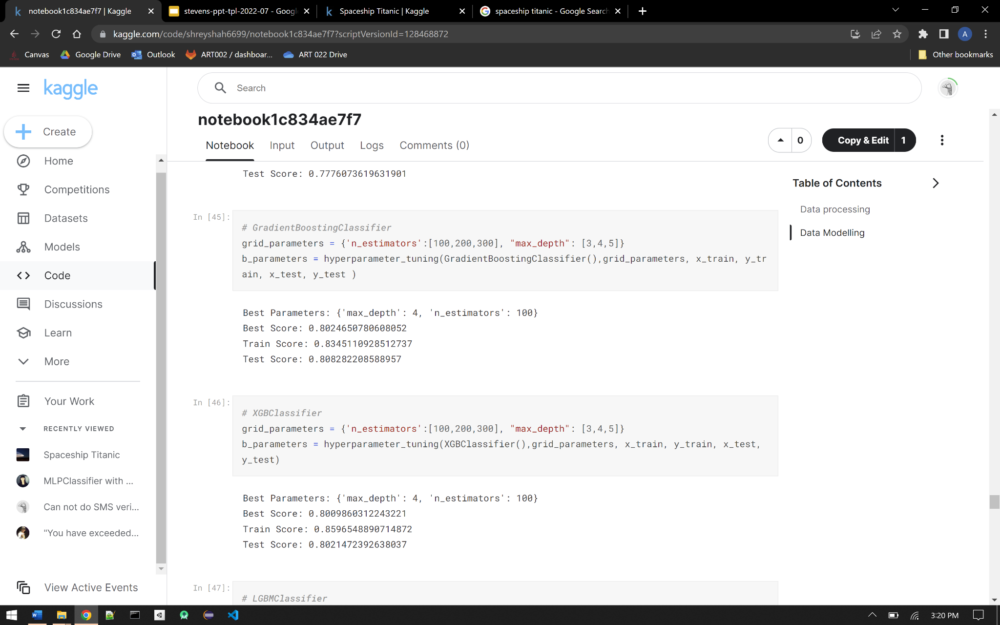 notebook1c834ae7f7 | Kaggle
stevens-ppt-tpl-2022-07 - Googl
Spaceship Titanic | Kaggle
spaceship titanic - Google Search
kaggle.com/code/shreyshah6699/notebook1c834ae7f7?scriptVersionId=128468872
A
Canvas
Google Drive
Outlook
ART002 / dashboar...
ART 022 Drive
Other bookmarks
kaggle
Search
Create
Home
Competitions
Datasets
Models
Code
Discussions
Learn
More
Your Work
RECENTLY VIEWED
Spaceship Titanic
MLPClassifier with ...
Can not do SMS veri...
"You have exceeded...
View Active Events
notebook1c834ae7f7
Notebook
Input
Output
Logs
Comments (0)
0
Copy & Edit
1
Test Score: 0.7776073619631901
In [45]:
# GradientBoostingClassifier
grid_parameters = {'n_estimators':[100,200,300], "max_depth": [3,4,5]}
b_parameters = hyperparameter_tuning(GradientBoostingClassifier(),grid_parameters, x_train, y_tr
ain, x_test, y_test )
Best Parameters: {'max_depth': 4, 'n_estimators': 100}
Best Score: 0.8024650780608052
Train Score: 0.8345110928512737
Test Score: 0.808282208588957
In [46]:
# XGBClassifier
grid_parameters = {'n_estimators':[100,200,300], "max_depth": [3,4,5]}
b_parameters = hyperparameter_tuning(XGBClassifier(),grid_parameters, x_train, y_train, x_test,
y_test)
Best Parameters: {'max_depth': 4, 'n_estimators': 100}
Best Score: 0.8009860312243221
Train Score: 0.8596548890714872
Test Score: 0.8021472392638037
In [47]:
# LGBMClassifier
Table of Contents
Data processing
Data Modelling
3:20 PM